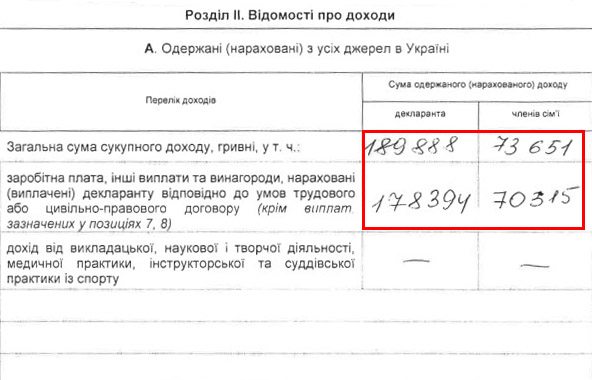 Розділ II. Відомості про доходи
А. Одержані (нараховані) з усіх джерел в Україні
Перелік доходів
Сума одержаного (нарахованого) доходу
декларанта
членів сім'ї
Загальна сума сукупного доходу, гривні, у т. ч.:
189 888
73 651
заробітна плата, інші виплати та винагороди, нараховані
(виплачені) декларанту відповідно до умов трудового
або цивільно-правового договору (крім виплат,
зазначених у позиціях 7, 8)
178394
70315
дохід від викладацької, наукової і творчої діяльності,
медичної практики, інструкторської та суддівської
практики із спорту
—
—